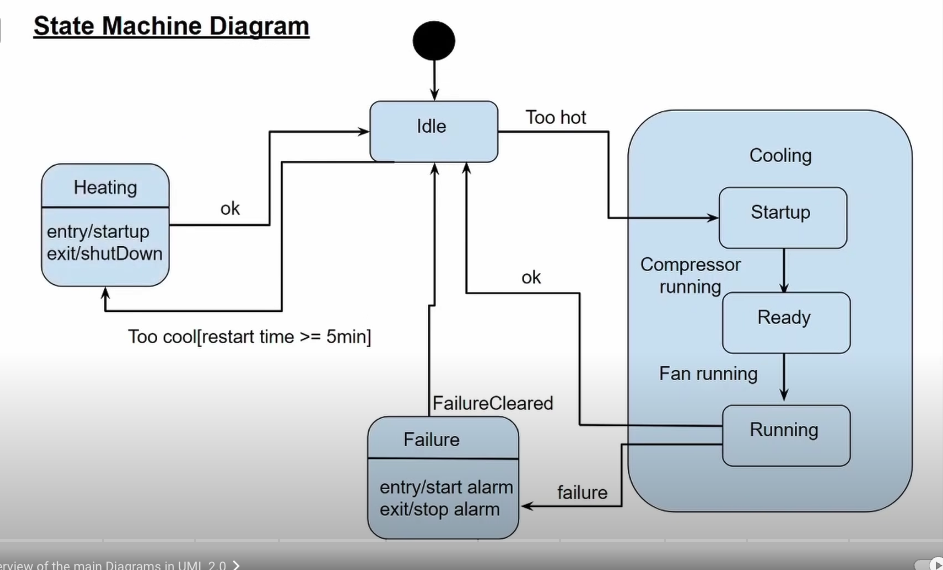 State Machine Diagram
Idle
Too hot
Cooling
Heating
entry/startup
exit/shutDown
ok
Startup
Compressor
running
ok
Ready
Too cool[restart time >= 5min]
Fan running
FailureCleared
Failure
Running
entry/start alarm
exit/stop alarm
failure
erview of the main Diagrams in UML 2.0